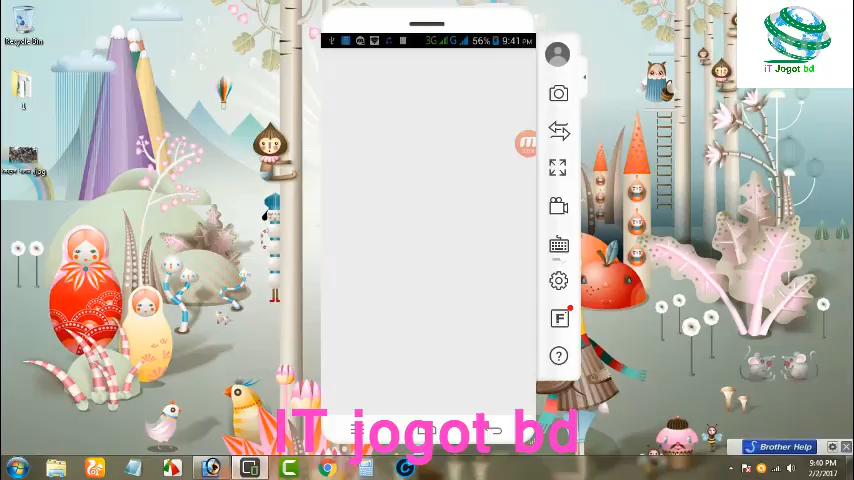 3G G 56% 9:41 PM
iT Jogot bd
Recycle Bin
1
IT jogot bd
Brother Help
9:40 PM
2/2/2017